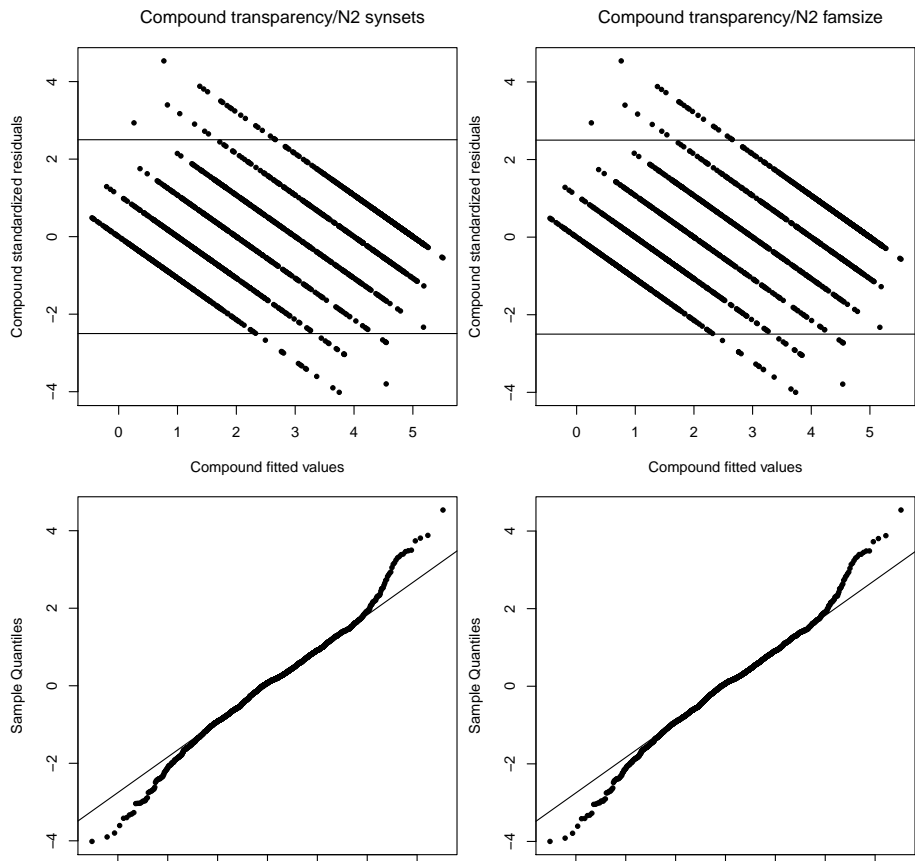 Compound transparency/N2 synsets
Compound standardized residuals
4
2
0
−2
−4
0 1 2 3 4 5
Compound fitted values
Compound transparency/N2 famsize
Compound standardized residuals
4
2
0
−2
−4
0 1 2 3 4 5
Compound fitted values
Sample Quantiles
4
2
0
−2
−4
Sample Quantiles
4
2
0
−2
−4